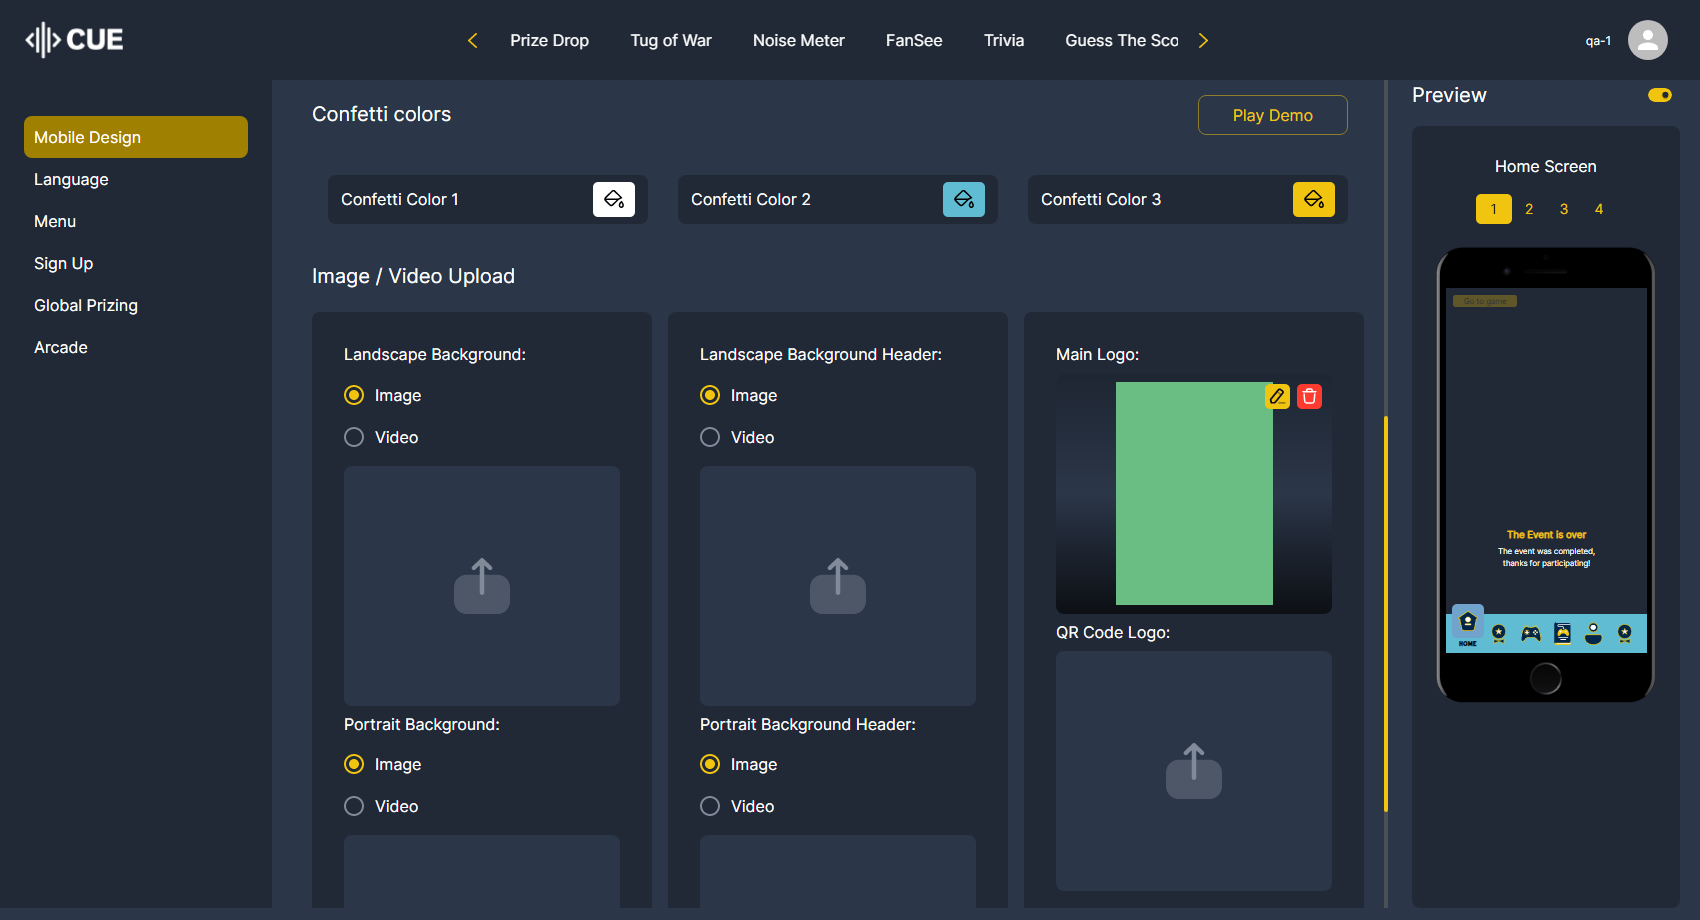 CUE
Prize Drop
Tug of War
Noise Meter
FanSee
Trivia
Guess The Sco
qa-1
Mobile Design
Language
Menu
Sign Up
Global Prizing
Arcade
Confetti colors
Play Demo
Confetti Color 1
Confetti Color 2
Confetti Color 3
Image / Video Upload
Landscape Background:
Image
Video
Portrait Background:
Image
Video
Landscape Background Header:
Image
Video
Portrait Background Header:
Image
Video
Main Logo:
QR Code Logo:
Preview
Home Screen
1 2 3 4
Go to game
The Event is over
The event was completed,
thanks for participating!
HOME